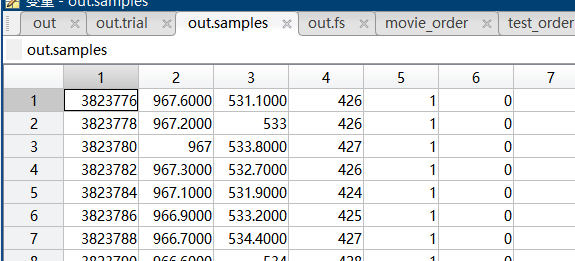 变量 - out.samples
out out.trial out.samples out.fs movie_order test_order
out.samples
1 2 3 4 5 6 7
1 3823776 967.6000 531.1000 426 1 0
2 3823778 967.2000 533 426 1 0
3 3823780 967 533.8000 427 1 0
4 3823782 967.3000 532.7000 426 1 0
5 3823784 967.1000 531.9000 424 1 0
6 3823786 966.9000 533.2000 425 1 0
7 3823788 966.7000 534.4000 427 1 0
8 3823790 966.6000 534 428 1 0